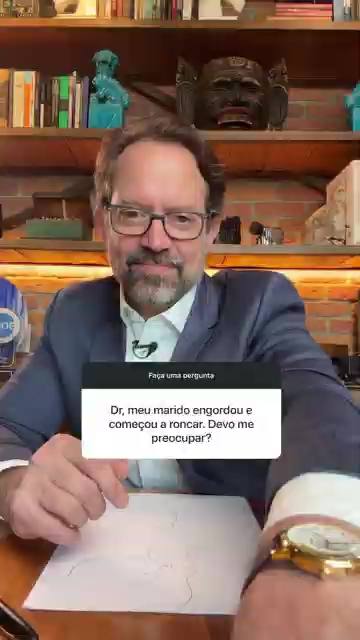 Faça uma pergunta
Dr, meu marido engordou e
começou a roncar. Devo me
preocupar?